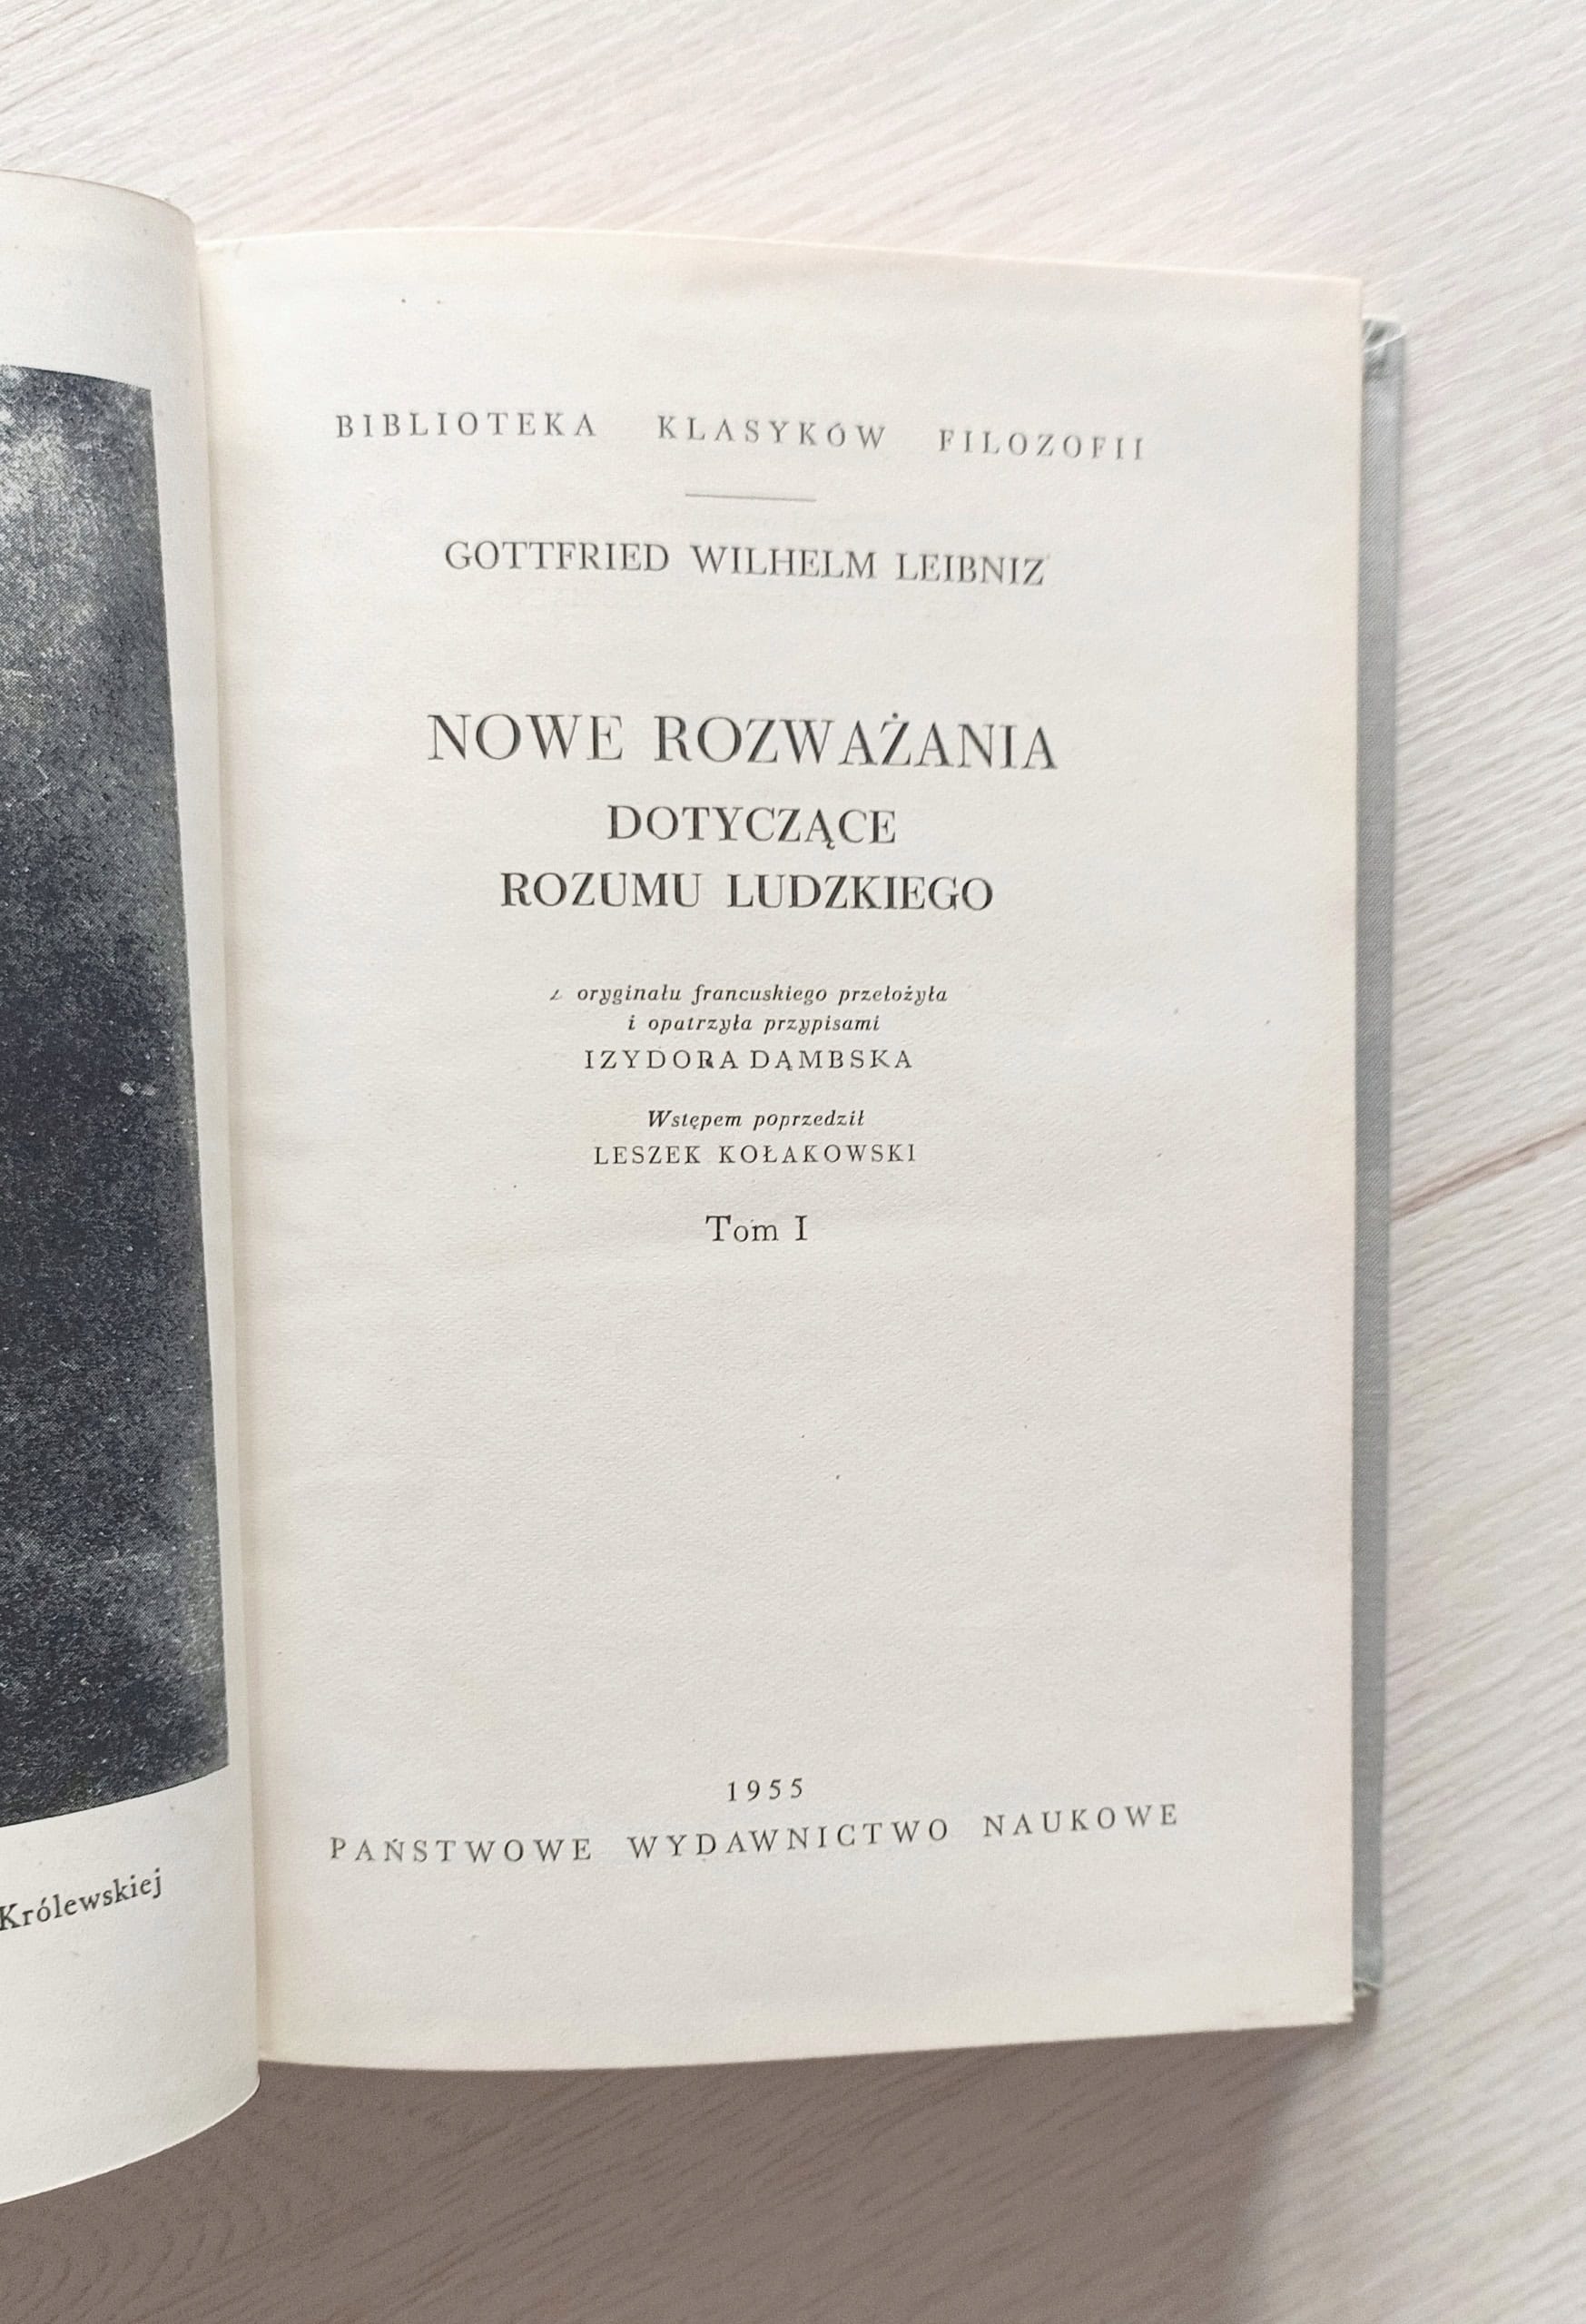 Królewskiej
BIBLIOTEKA KLASYKÓW FILOZOFII
GOTTFRIED WILHELM LEIBNIZ
NOWE ROZWAŻANIA
DOTYCZĄCE
ROZUMU LUDZKIEGO
z oryginału francuskiego przełożyła
i opatrzyła przypisami
IZYDORA DĄMBSKA
Wstępem poprzedził
LESZEK KOŁAKOWSKI
Tom I
1955
PAŃSTWOWE WYDAWNICTWO NAUKOWE